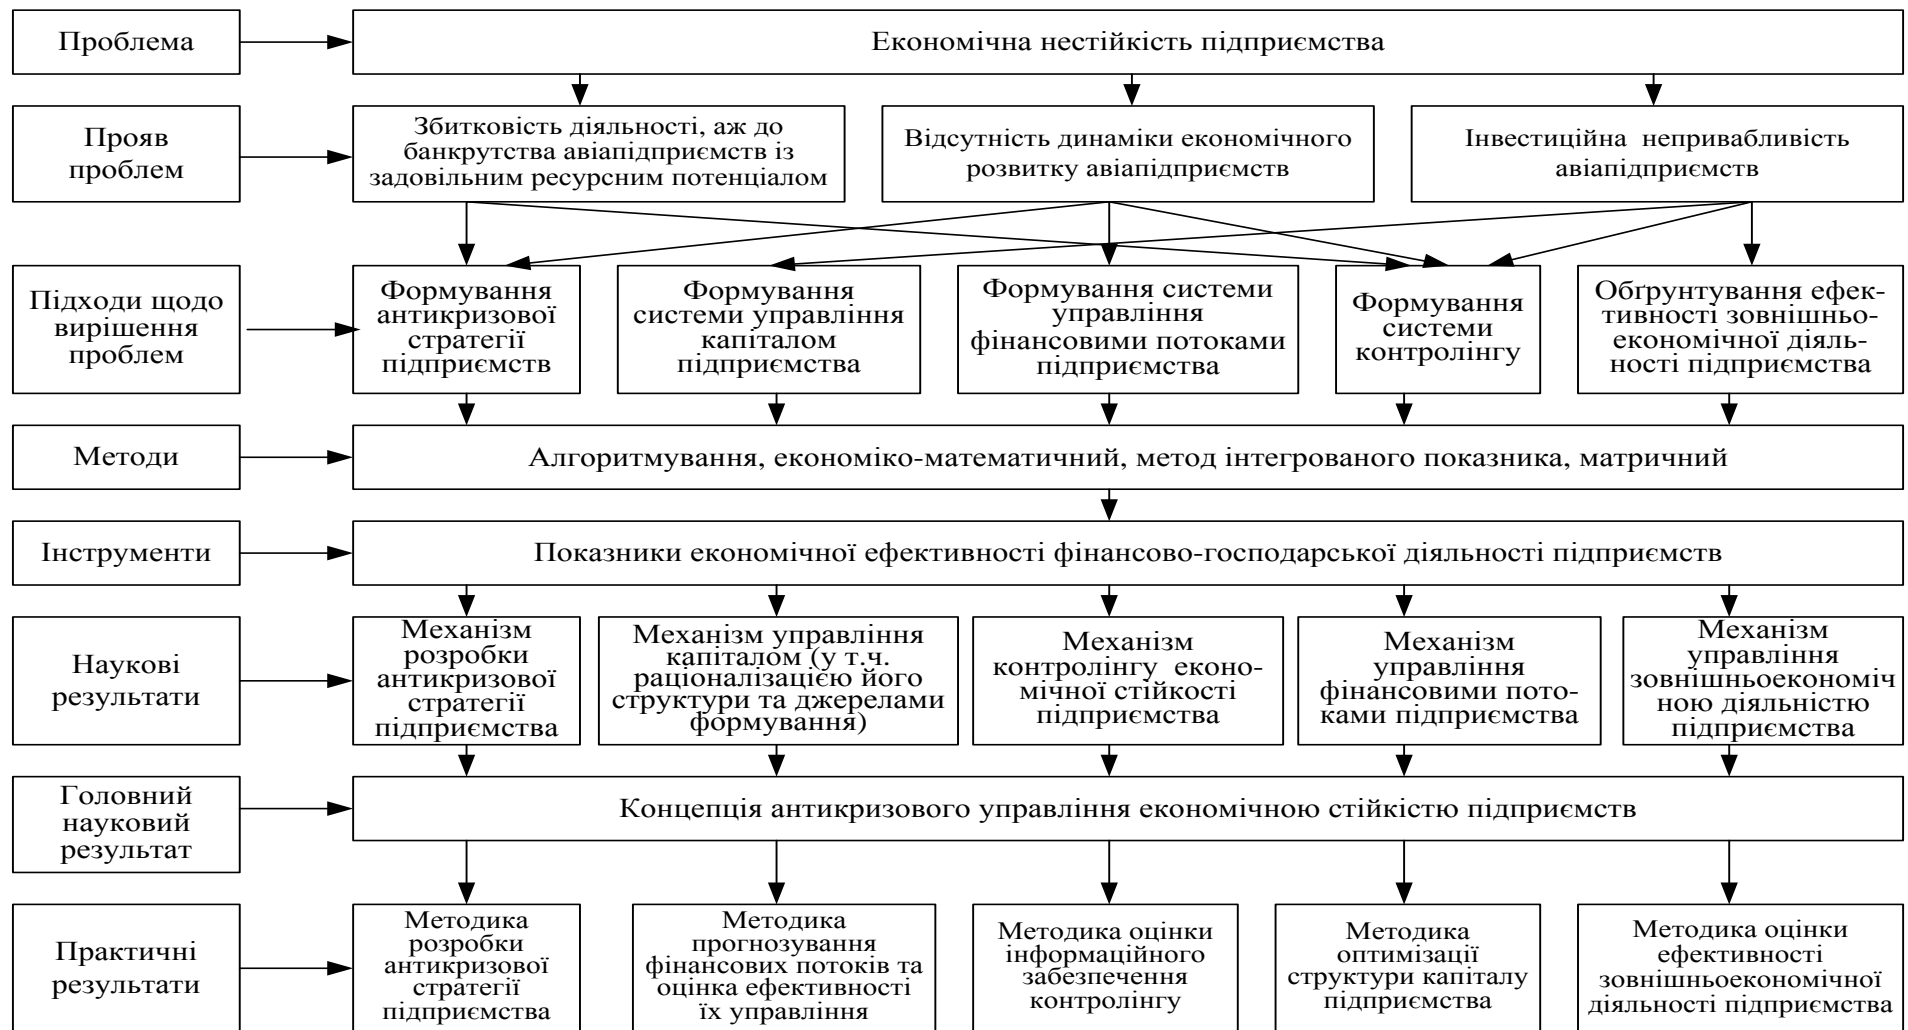 Проблема
Економічна нестійкість підприємства
Прояв
проблем
Збитковість діяльності, аж до
банкрутства авіапідприємств із
задовільним ресурсним потенціалом
Відсутність динаміки економічного
розвитку авіапідприємств
Інвестиційна непривабливість
авіапідприємств
Підходи щодо
вирішення
проблем
Формування
антикризової
стратегії
підприємств
Формування
системи управління
капіталом
підприємства
Формування системи
управління
фінансовими потоками
підприємства
Формування
системи
контролінгу
Обґрунтування ефек-
тивності зовнішньо-
економічної діяль-
ності підприємства
Методи
Алгоритмування, економіко-математичний, метод інтегрованого показника, матричний
Інструменти
Показники економічної ефективності фінансово-господарської діяльності підприємств
Наукові
результати
Механізм
розробки
антикризової
стратегії
підприємства
Механізм управління
капіталом (у т.ч.
раціоналізацією його
структури та джерелами
формування)
Механізм
контролінгу еконо-
мічної стійкості
підприємства
Механізм
управління
фінансовими пото-
ками підприємства
Механізм
управління
зовнішньоекономіч
ною діяльністю
підприємства
Головний
науковий
результат
Концепція антикризового управління економічною стійкістю підприємств
Практичні
результати
Методика
розробки
антикризової
стратегії
підприємства
Методика
прогнозування
фінансових потоків та
оцінка ефективності
їх управління
Методика оцінки
інформаційного
забезпечення
контролінгу
Методика
оптимізації
структури капіталу
підприємства
Методика оцінки
ефективності
зовнішньоекономічної
діяльності підприємства